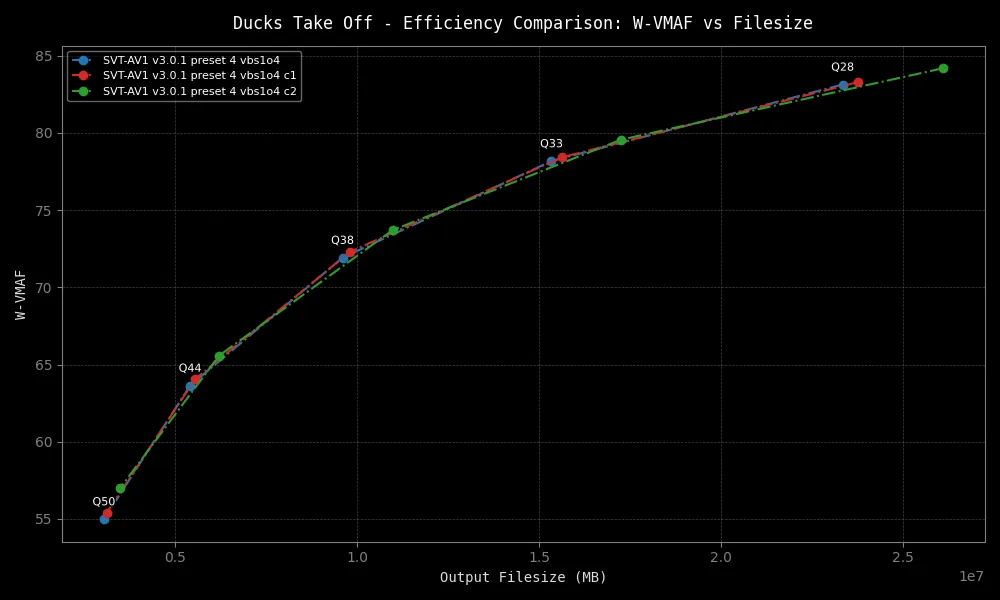 Ducks Take Off - Efficiency Comparison: W-VMAF vs Filesize
SVT-AV1 v3.0.1 preset 4 vbs1o4
SVT-AV1 v3.0.1 preset 4 vbs1o4 c1
SVT-AV1 v3.0.1 preset 4 vbs1o4 c2
85
80
75
70
65
60
55
W-VMAF
Q28
Q33
Q38
Q44
Q50
0.5
1.0
1.5
2.0
2.5
1e7
Output Filesize (MB)